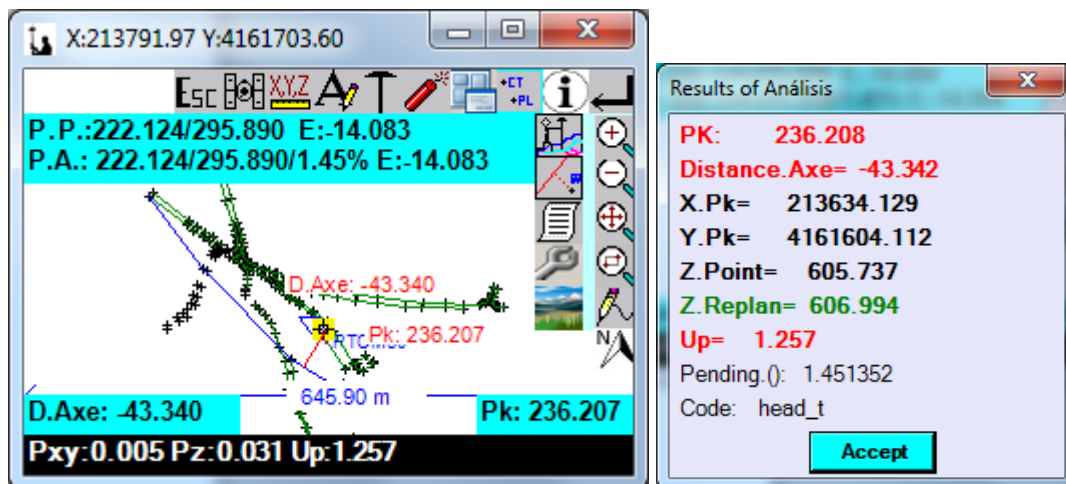 X:213791.97 Y:4161703.60
ESC X,Y,Z A T +CT +PL i
P.P.:222.124/295.890 E:-14.083
P.A.: 222.124/295.890/1.45% E:-14.083
D.Axe: -43.340
Pk: 236.207
N
645.90 m
D.Axe: -43.340 Pk: 236.207
Pxy:0.005 Pz:0.031 Up:1.257
Results of Análisis
PK: 236.208
Distance.Axe= -43.342
X.Pk= 213634.129
Y.Pk= 4161604.112
Z.Point= 605.737
Z.Replan= 606.994
Up= 1.257
Pending.(): 1.451352
Code: head_t
Accept